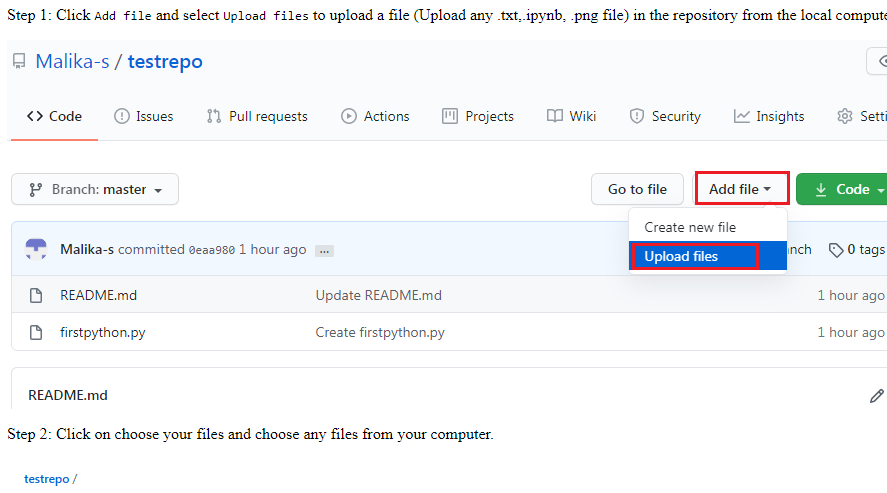 Step 1: Click Add file and select Upload files to upload a file (Upload any .txt,.ipynb, .png file) in the repository from the local compute
Malika-s / testrepo
Code Issues Pull requests Actions Projects Wiki Security Insights Setti
Branch: master Go to file Add file Code
Create new file
Malika-s committed 0eaa980 1 hour ago ... Upload files nch 0 tags
README.md Update README.md 1 hour ago
firstpython.py Create firstpython.py 1 hour ago
README.md
Step 2: Click on choose your files and choose any files from your computer.
testrepo /